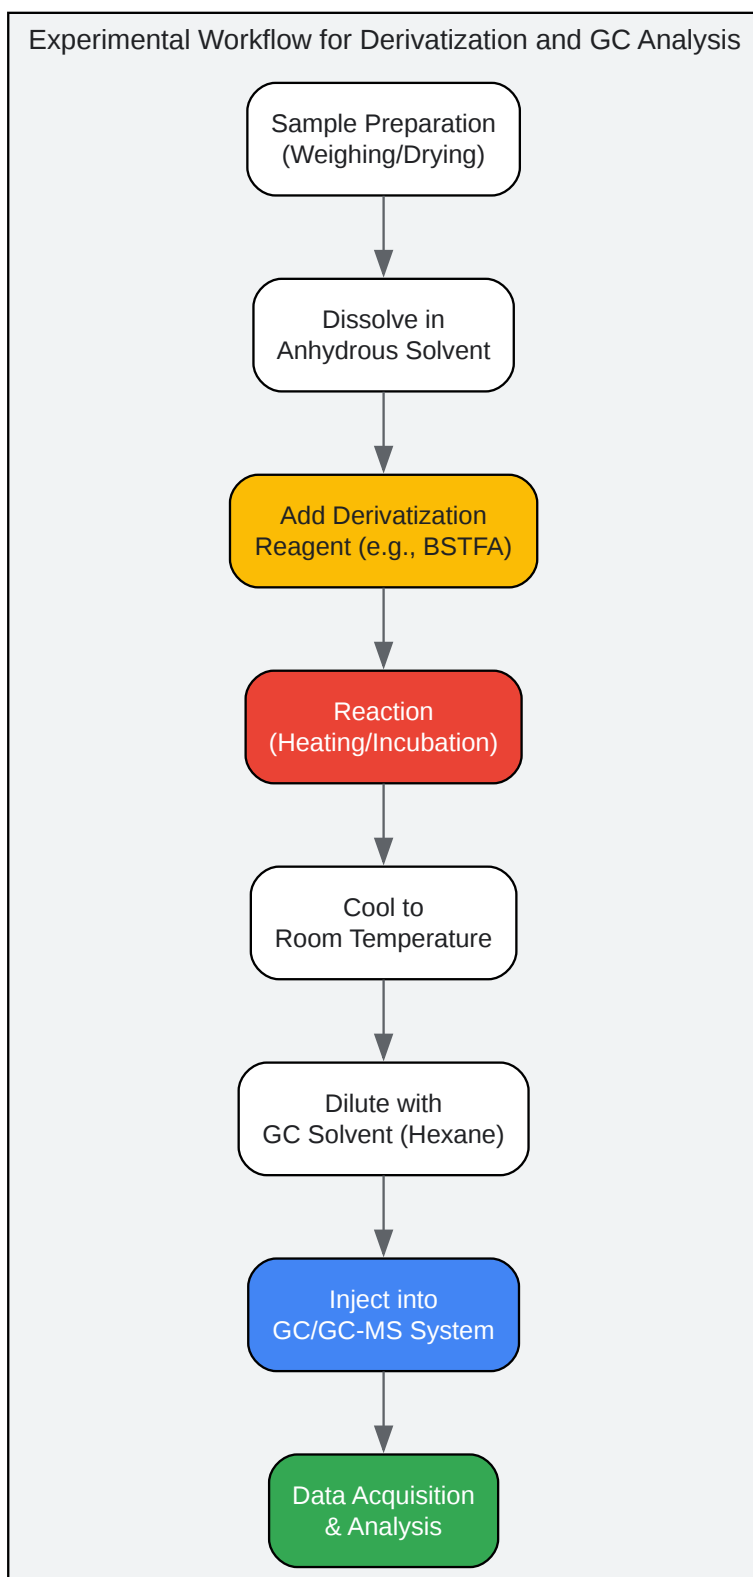 Experimental Workflow for Derivatization and GC Analysis
Sample Preparation
(Weighing/Drying)
Dissolve in
Anhydrous Solvent
Add Derivatization
Reagent (e.g., BSTFA)
Reaction
(Heating/Incubation)
Cool to
Room Temperature
Dilute with
GC Solvent (Hexane)
Inject into
GC/GC-MS System
Data Acquisition
& Analysis